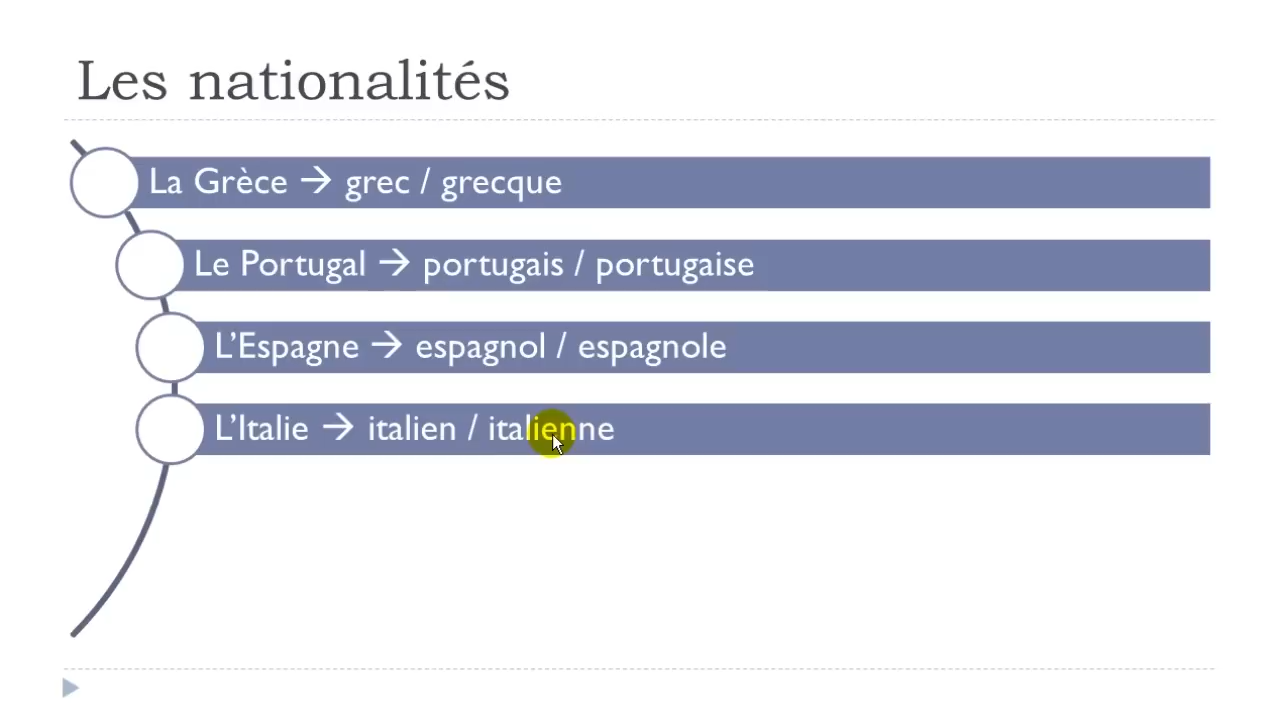 Les nationalités
La Grèce → grec / grecque
Le Portugal → portugais / portugaise
L’Espagne → espagnol / espagnole
L’Italie → italien / italienne